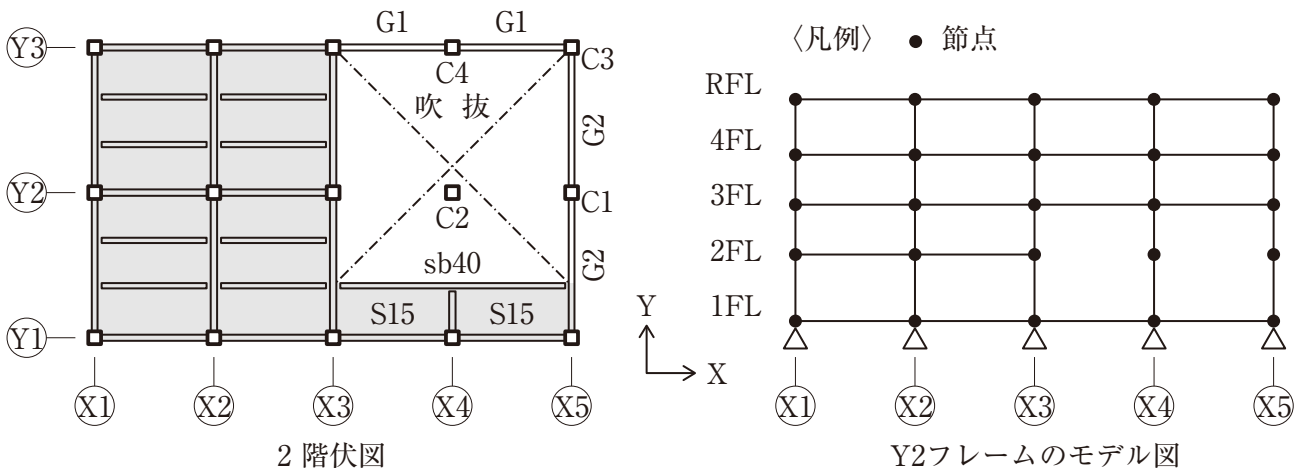 G1 G1
Y3
C4 C3
吹 抜
G2
Y2
C2 C1
sb40
G2
S15 S15
Y1
X1 X2 X3 X4 X5
2 階伏図
Y
X
〈凡例〉 ● 節点
RFL
4FL
3FL
2FL
1FL
X1 X2 X3 X4 X5
Y2フレームのモデル図